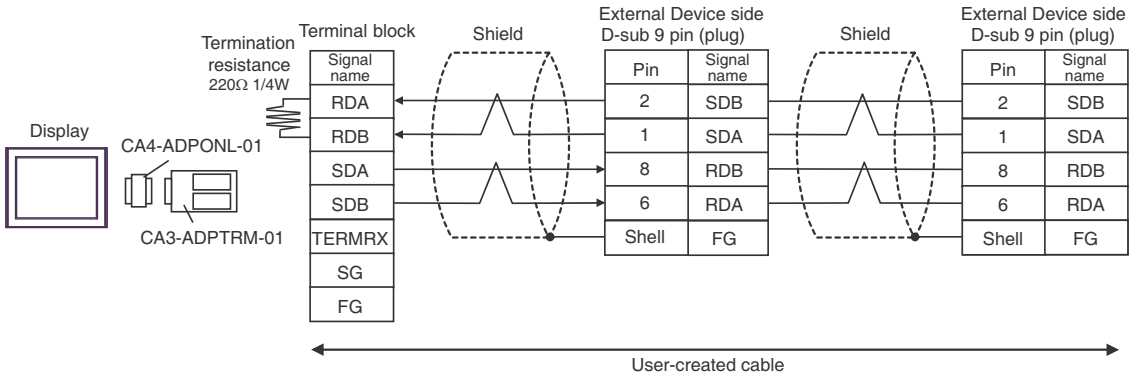 External Device side
D-sub 9 pin (plug)
External Device side
D-sub 9 pin (plug)
Terminal block
Shield
Shield
Termination
resistance
220Ω 1/4W
Signal
name
Pin
Signal
name
Pin
Signal
name
RDA
2
SDB
2
SDB
RDB
1
SDA
1
SDA
SDA
8
RDB
8
RDB
SDB
6
RDA
6
RDA
TERMRX
Shell
FG
Shell
FG
SG
FG
Display
CA4-ADPONL-01
CA3-ADPTRM-01
User-created cable